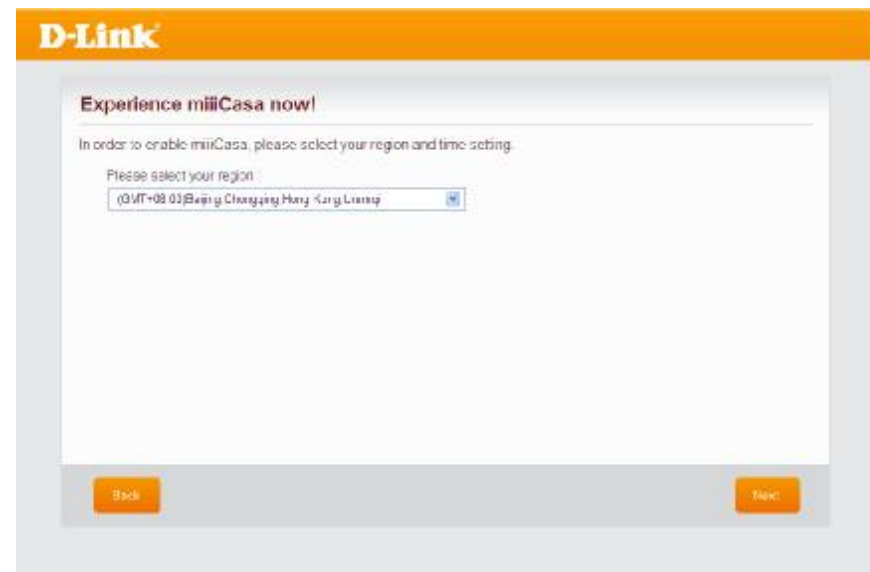 D-Link
Experience miiiCasa now!
In order to enable miiiCasa, please select your region and time setting.
Please select your region
(GMT+08:00)Beijing,Chongqing,Hong Kong,Urumqi
Back
Next